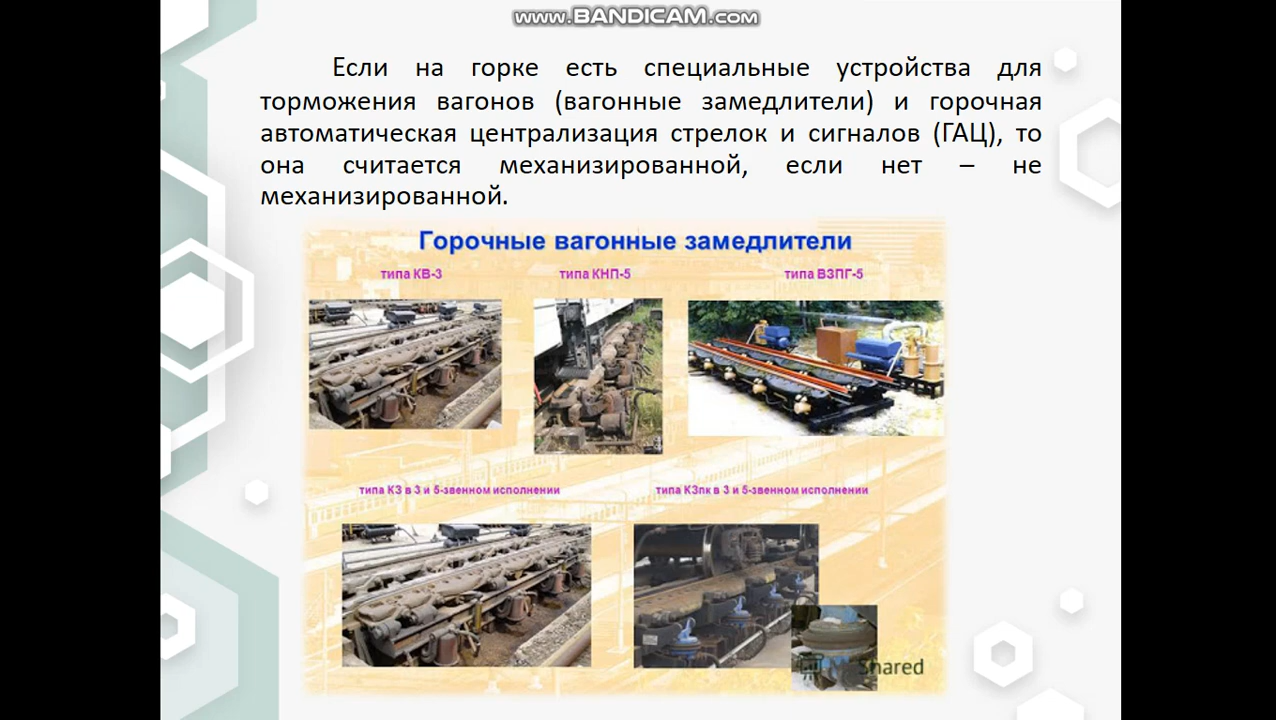 www.BANDICAM.com
Если на горке есть специальные устройства для
торможения вагонов (вагонные замедлители) и горочная
автоматическая централизация стрелок и сигналов (ГАЦ), то
она считается механизированной, если нет – не
механизированной.
Горочные вагонные замедлители
типа КВ-3 типа КНП-5 типа ВЗПГ-5
типа КЗ в 3 и 5-звенном исполнении типа КЗпк в 3 и 5-звенном исполнении
Shared